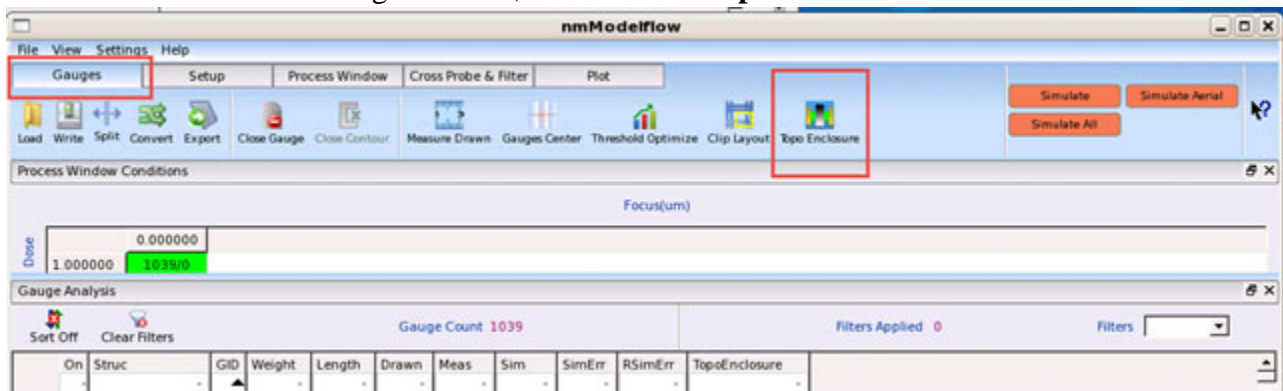 nmModelflow
File View Settings Help
Gauges Setup Process Window Cross Probe & Filter Plot
Simulate Simulate Aerial
Simulate All
Load Write Split Convert Export Close Gauge Close Contour Measure Drawn Gauges Center Threshold Optimize Clip Layout Topo Enclosure
Process Window Conditions
Focus(um)
Dose
0.000000
1.000000 1039/0
Gauge Analysis
Sort Off Clear Filters Gauge Count 1039 Filters Applied 0 Filters
On Struc GID Weight Length Drawn Meas Sim SimErr RSimErr TopoEnclosure